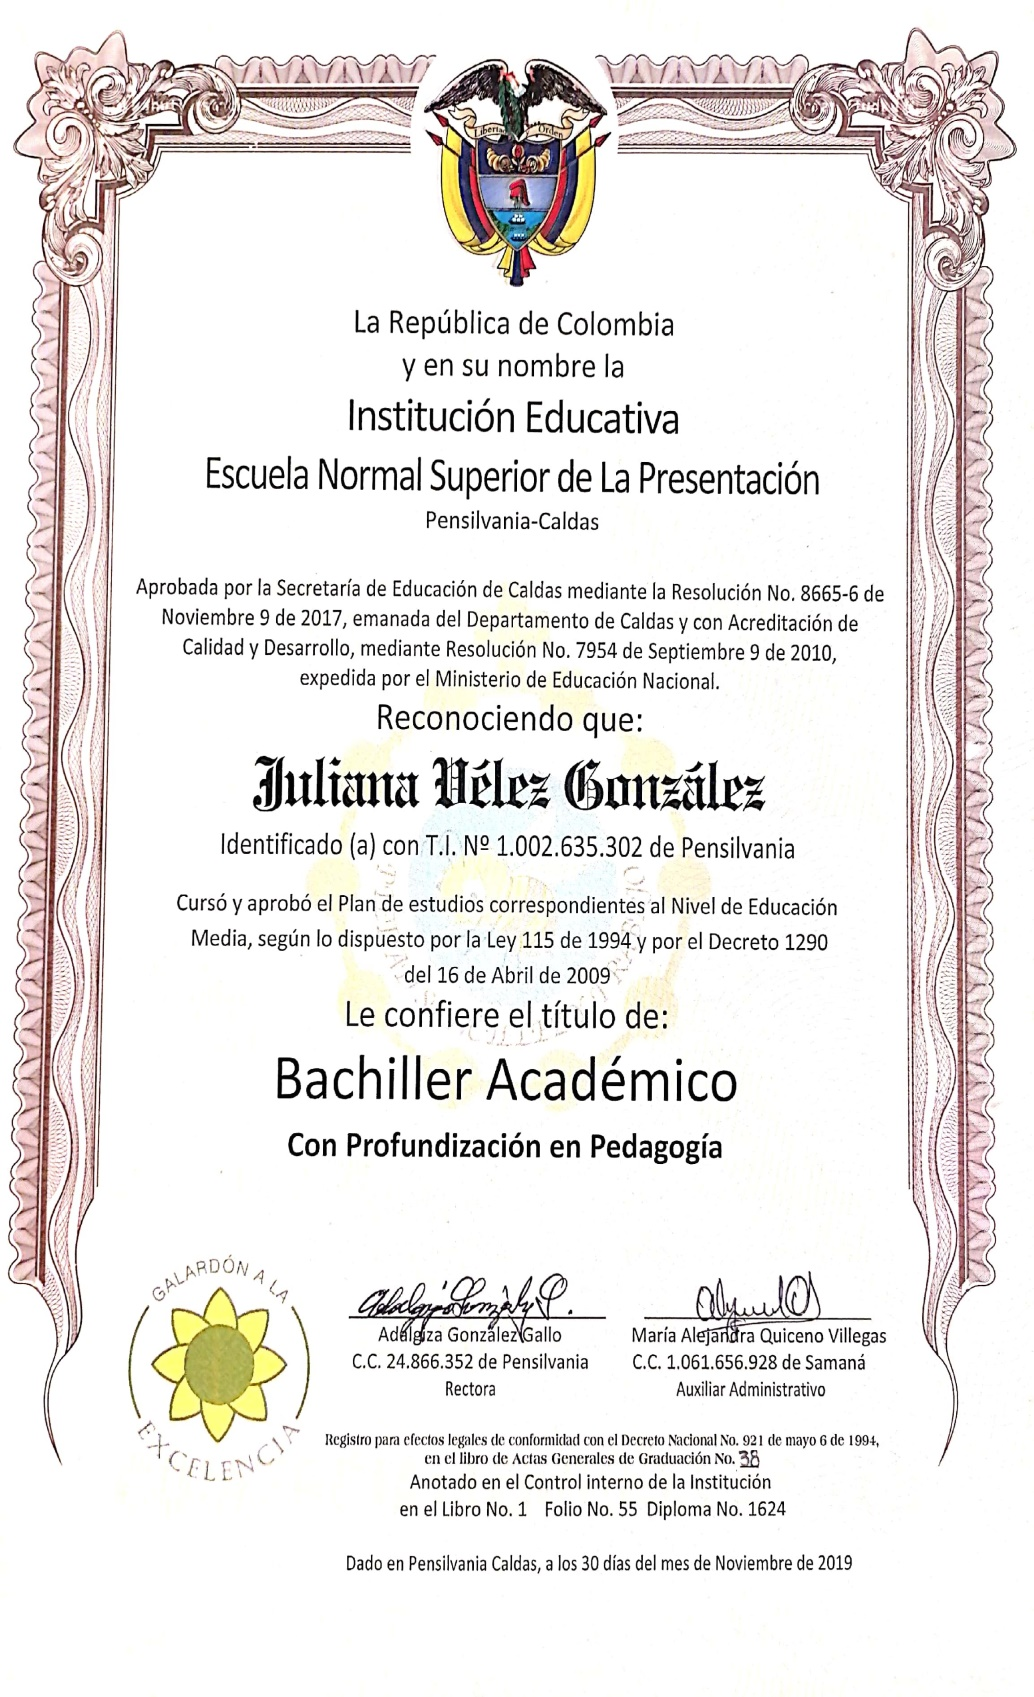 Libertad Orden
La República de Colombia
y en su nombre la
Institución Educativa
Escuela Normal Superior de La Presentación
Pensilvania-Caldas
Aprobada por la Secretaría de Educación de Caldas mediante la Resolución No. 8665-6 de
Noviembre 9 de 2017, emanada del Departamento de Caldas y con Acreditación de
Calidad y Desarrollo, mediante Resolución No. 7954 de Septiembre 9 de 2010,
expedida por el Ministerio de Educación Nacional.
Reconociendo que:
Juliana Vélez González
Identificado (a) con T.I. Nº 1.002.635.302 de Pensilvania
Cursó y aprobó el Plan de estudios correspondientes al Nivel de Educación
Media, según lo dispuesto por la Ley 115 de 1994 y por el Decreto 1290
del 16 de Abril de 2009
Le confiere el título de:
Bachiller Académico
Con Profundización en Pedagogía
GALARDÓN A LA
EXCELENCIA
Adalgiza González Gallo
C.C. 24.866.352 de Pensilvania
Rectora
María Alejandra Quiceno Villegas
C.C. 1.061.656.928 de Samaná
Auxiliar Administrativo
Registro para efectos legales de conformidad con el Decreto Nacional No. 921 de mayo 6 de 1994,
en el libro de Actas Generales de Graduación No. 38
Anotado en el Control interno de la Institución
en el Libro No. 1 Folio No. 55 Diploma No. 1624
Dado en Pensilvania Caldas, a los 30 días del mes de Noviembre de 2019